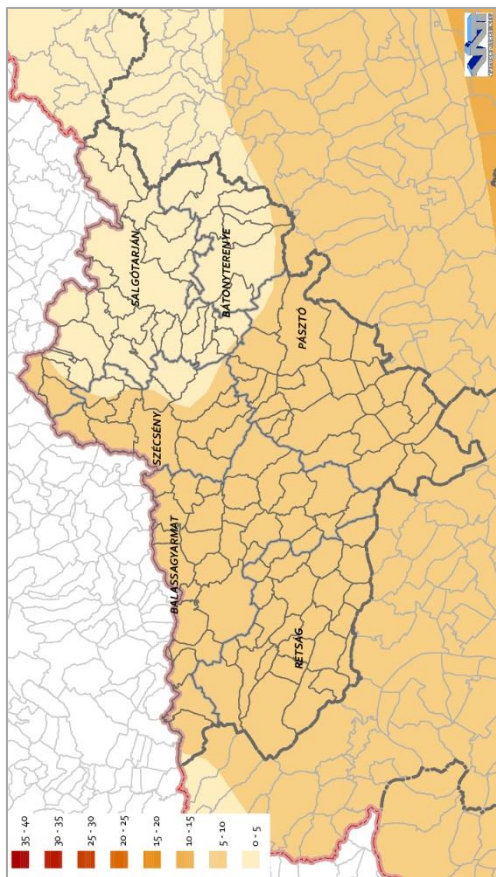 SALGÓTARJÁN
BÁTONYTERENYE
PÁSZTÓ
SZÉCSÉNY
BALASSAGYARMAT
RÉTSÁG
35 - 40
30 - 35
25 - 30
20 - 25
15 - 20
10 - 15
5 - 10
0 - 5